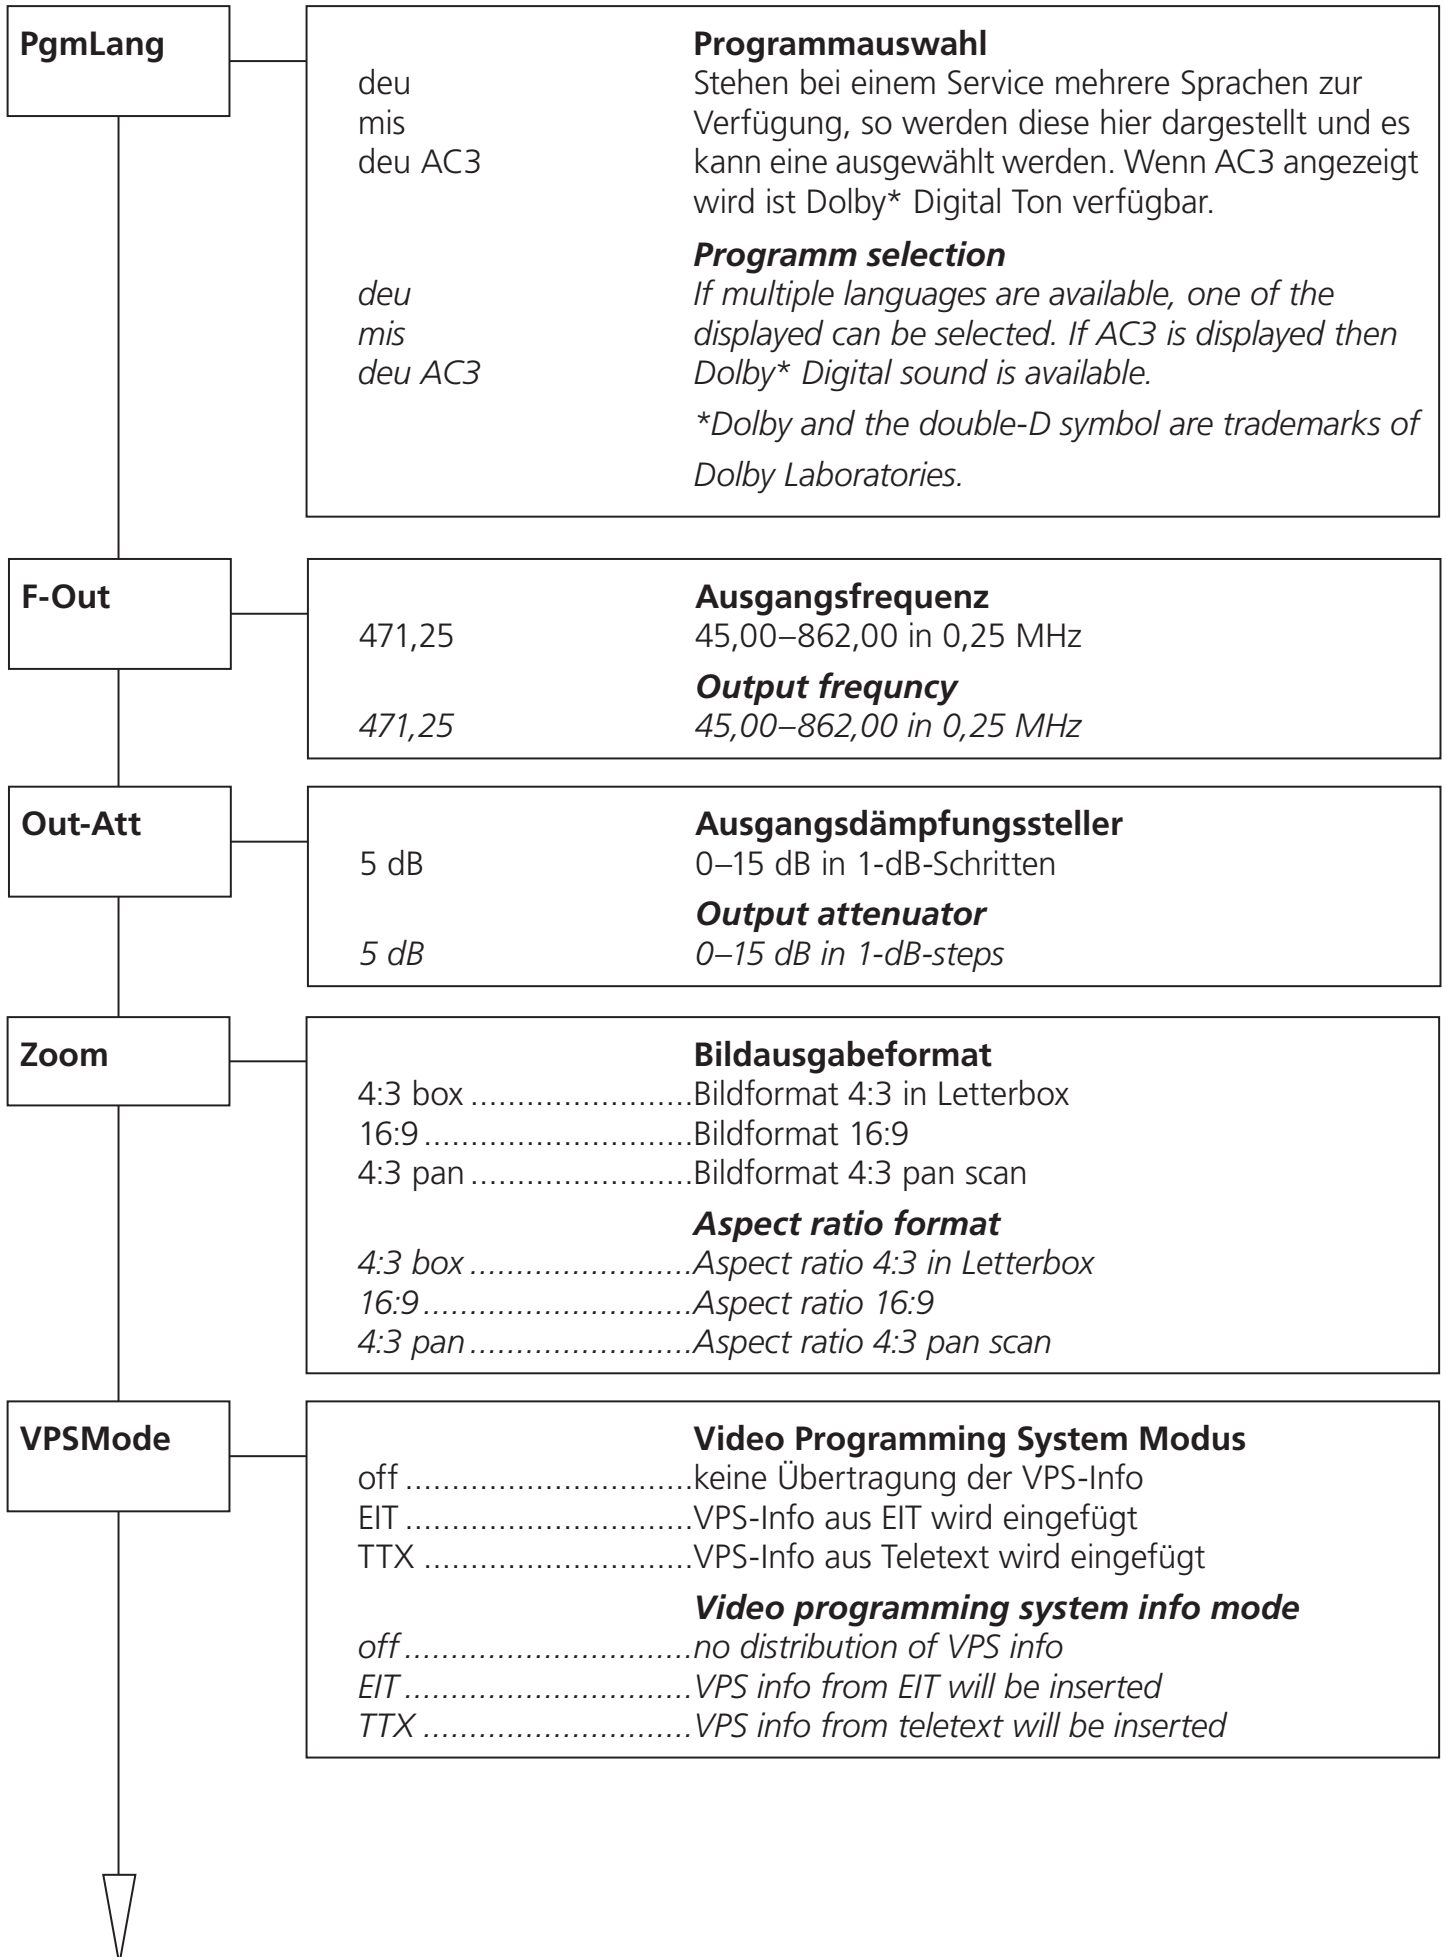 PgmLang
Programmauswahl
deu Stehen bei einem Service mehrere Sprachen zur
mis Verfügung, so werden diese hier dargestellt und es
deu AC3 kann eine ausgewählt werden. Wenn AC3 angezeigt
wird ist Dolby* Digital Ton verfügbar.
Programm selection
deu If multiple languages are available, one of the
mis displayed can be selected. If AC3 is displayed then
deu AC3 Dolby* Digital sound is available.
*Dolby and the double-D symbol are trademarks of
Dolby Laboratories.
F-Out
Ausgangsfrequenz
471,25 45,00–862,00 in 0,25 MHz
Output frequncy
471,25 45,00–862,00 in 0,25 MHz
Out-Att
Ausgangsdämpfungssteller
5 dB 0–15 dB in 1-dB-Schritten
Output attenuator
5 dB 0–15 dB in 1-dB-steps
Zoom
Bildausgabeformat
4:3 box ........................Bildformat 4:3 in Letterbox
16:9 .............................Bildformat 16:9
4:3 pan ........................Bildformat 4:3 pan scan
Aspect ratio format
4:3 box ........................Aspect ratio 4:3 in Letterbox
16:9.............................Aspect ratio 16:9
4:3 pan ........................Aspect ratio 4:3 pan scan
VPSMode
Video Programming System Modus
off ...............................keine Übertragung der VPS-Info
EIT ...............................VPS-Info aus EIT wird eingefügt
TTX .............................VPS-Info aus Teletext wird eingefügt
Video programming system info mode
off ...............................no distribution of VPS info
EIT ...............................VPS info from EIT will be inserted
TTX .............................VPS info from teletext will be inserted